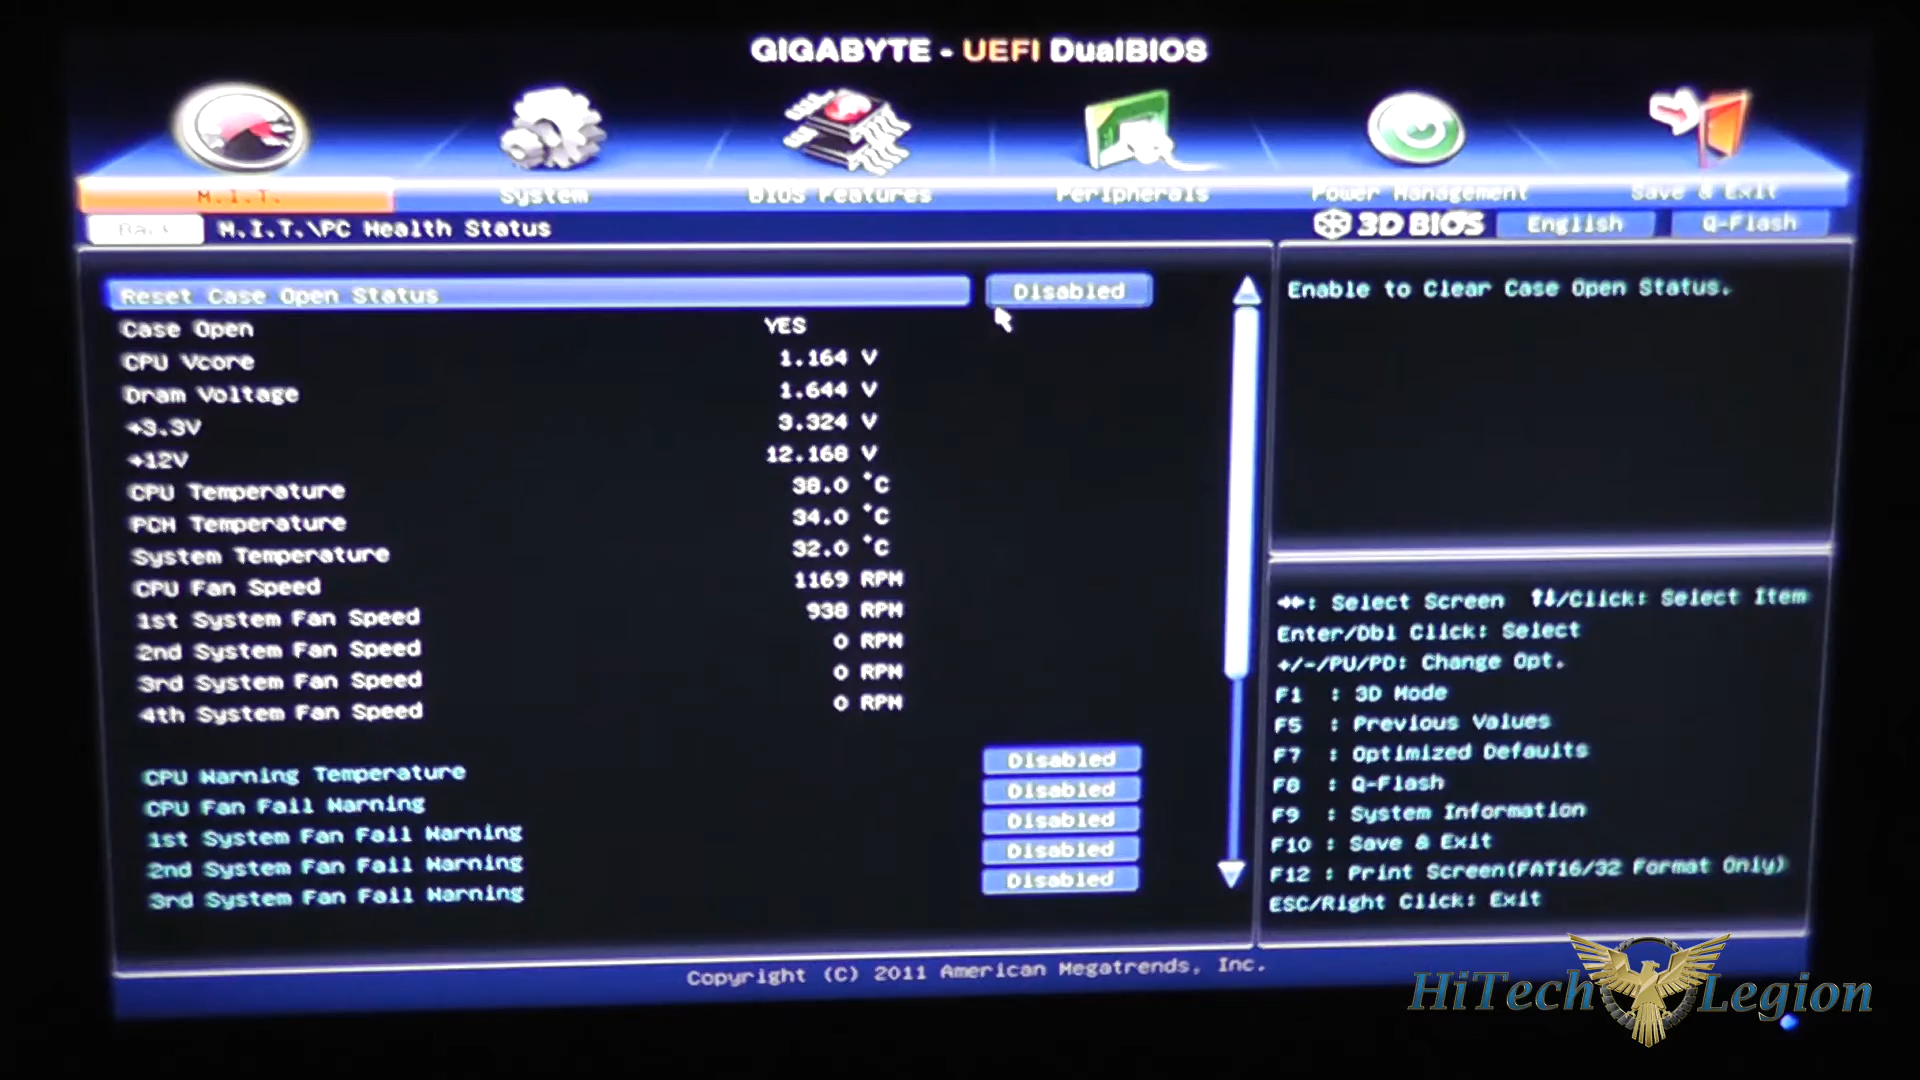 GIGABYTE - UEFI DualBIOS
M.I.T. System BIOS Features Peripherals Power Management Save & Exit
Back M.I.T.\PC Health Status 3D BIOS English Q-Flash
Reset Case Open Status Disabled
Case Open YES
CPU Vcore 1.164 V
Dram Voltage 1.644 V
+3.3V 3.324 V
+12V 12.168 V
CPU Temperature 38.0 °C
PCH Temperature 34.0 °C
System Temperature 32.0 °C
CPU Fan Speed 1169 RPM
1st System Fan Speed 938 RPM
2nd System Fan Speed 0 RPM
3rd System Fan Speed 0 RPM
4th System Fan Speed 0 RPM
CPU Warning Temperature Disabled
CPU Fan Fail Warning Disabled
1st System Fan Fail Warning Disabled
2nd System Fan Fail Warning Disabled
3rd System Fan Fail Warning Disabled
Enable to Clear Case Open Status.
→←: Select Screen ↑↓/Click: Select Item
Enter/Dbl Click: Select
+/-/PU/PD: Change Opt.
F1 : 3D Mode
F5 : Previous Values
F7 : Optimized Defaults
F8 : Q-Flash
F9 : System Information
F10 : Save & Exit
F12 : Print Screen(FAT16/32 Format Only)
ESC/Right Click: Exit
Copyright (C) 2011 American Megatrends, Inc.
HiTech Legion